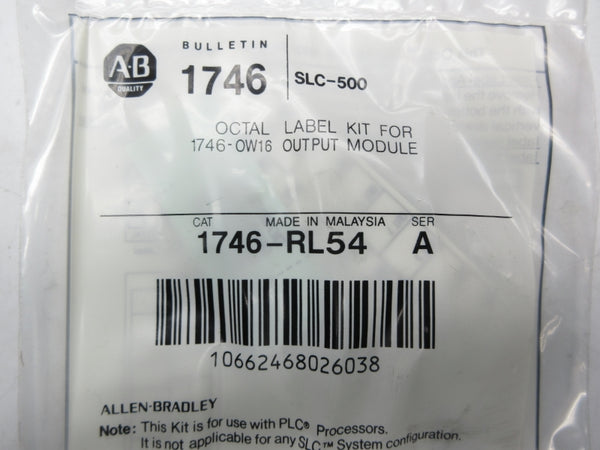 A-B
QUALITY
BULLETIN
1746
SLC-500
OCTAL LABEL KIT FOR
1746-OW16 OUTPUT MODULE
CAT MADE IN MALAYSIA SER
1746-RL54 A
10662468026038
ALLEN-BRADLEY
Note: This Kit is for use with PLC® Processors.
It is not applicable for any SLC™ System configuration.